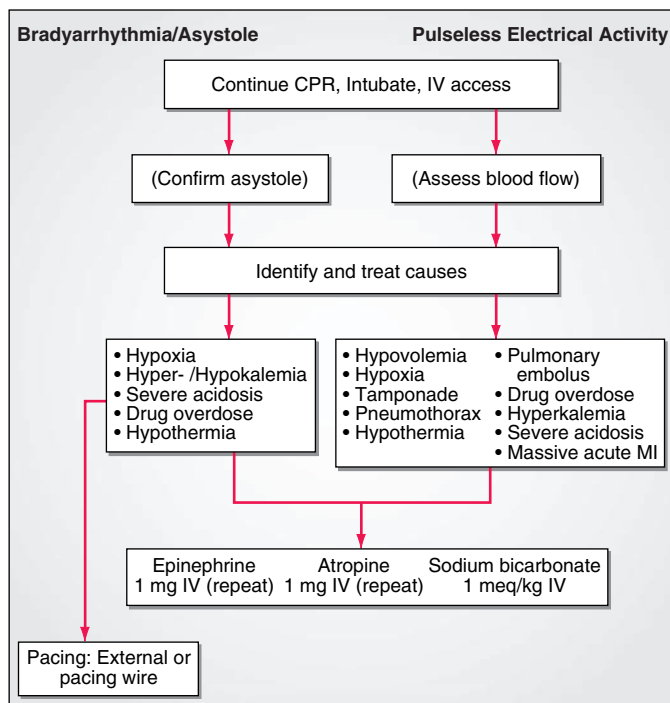 Bradyarrhythmia/Asystole
Pulseless Electrical Activity
Continue CPR, Intubate, IV access
(Confirm asystole)
(Assess blood flow)
Identify and treat causes
• Hypoxia
• Hyper- /Hypokalemia
• Severe acidosis
• Drug overdose
• Hypothermia
• Hypovolemia
• Hypoxia
• Tamponade
• Pneumothorax
• Hypothermia
• Pulmonary
embolus
• Drug overdose
• Hyperkalemia
• Severe acidosis
• Massive acute MI
Epinephrine
1 mg IV (repeat)
Atropine
1 mg IV (repeat)
Sodium bicarbonate
1 meq/kg IV
Pacing: External or
pacing wire